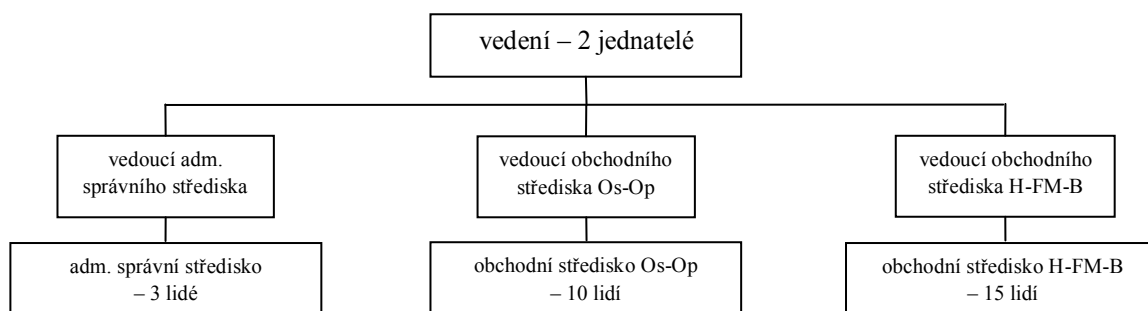 vedení – 2 jednatelé
vedoucí adm.
správního střediska
vedoucí obchodního
střediska Os-Op
vedoucí obchodního
střediska H-FM-B
adm. správní středisko
– 3 lidé
obchodní středisko Os-Op
– 10 lidí
obchodní středisko H-FM-B
– 15 lidí